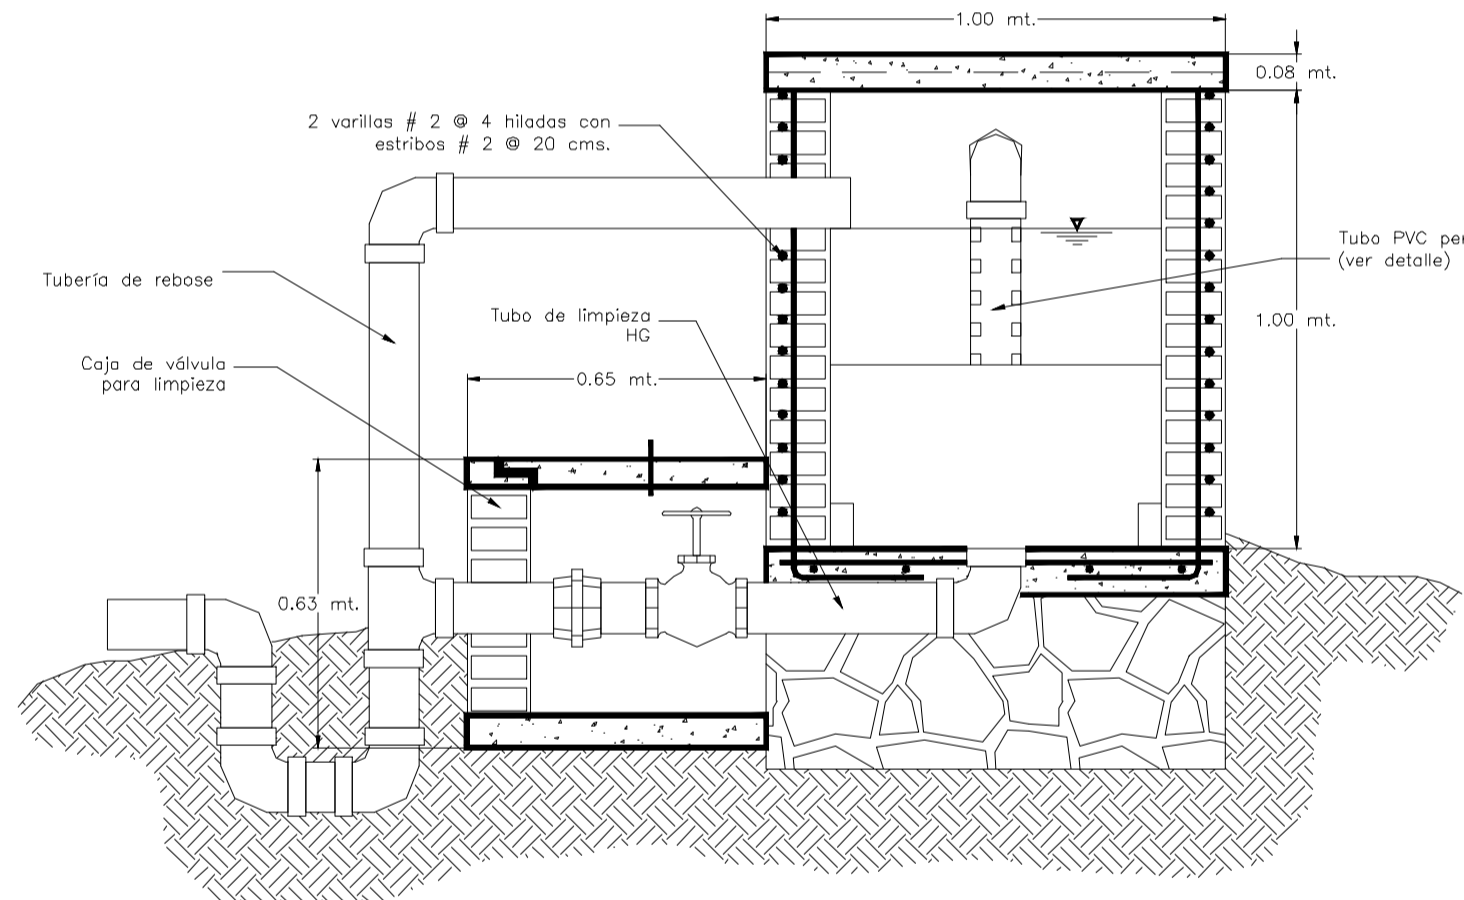 1.00 mt.
0.08 mt.
2 varillas # 2 @ 4 hiladas con
estribos # 2 @ 20 cms.
Tubo PVC per
(ver detalle)
Tubería de rebose
Tubo de limpieza
HG
1.00 mt.
Caja de válvula
para limpieza
0.65 mt.
0.63 mt.